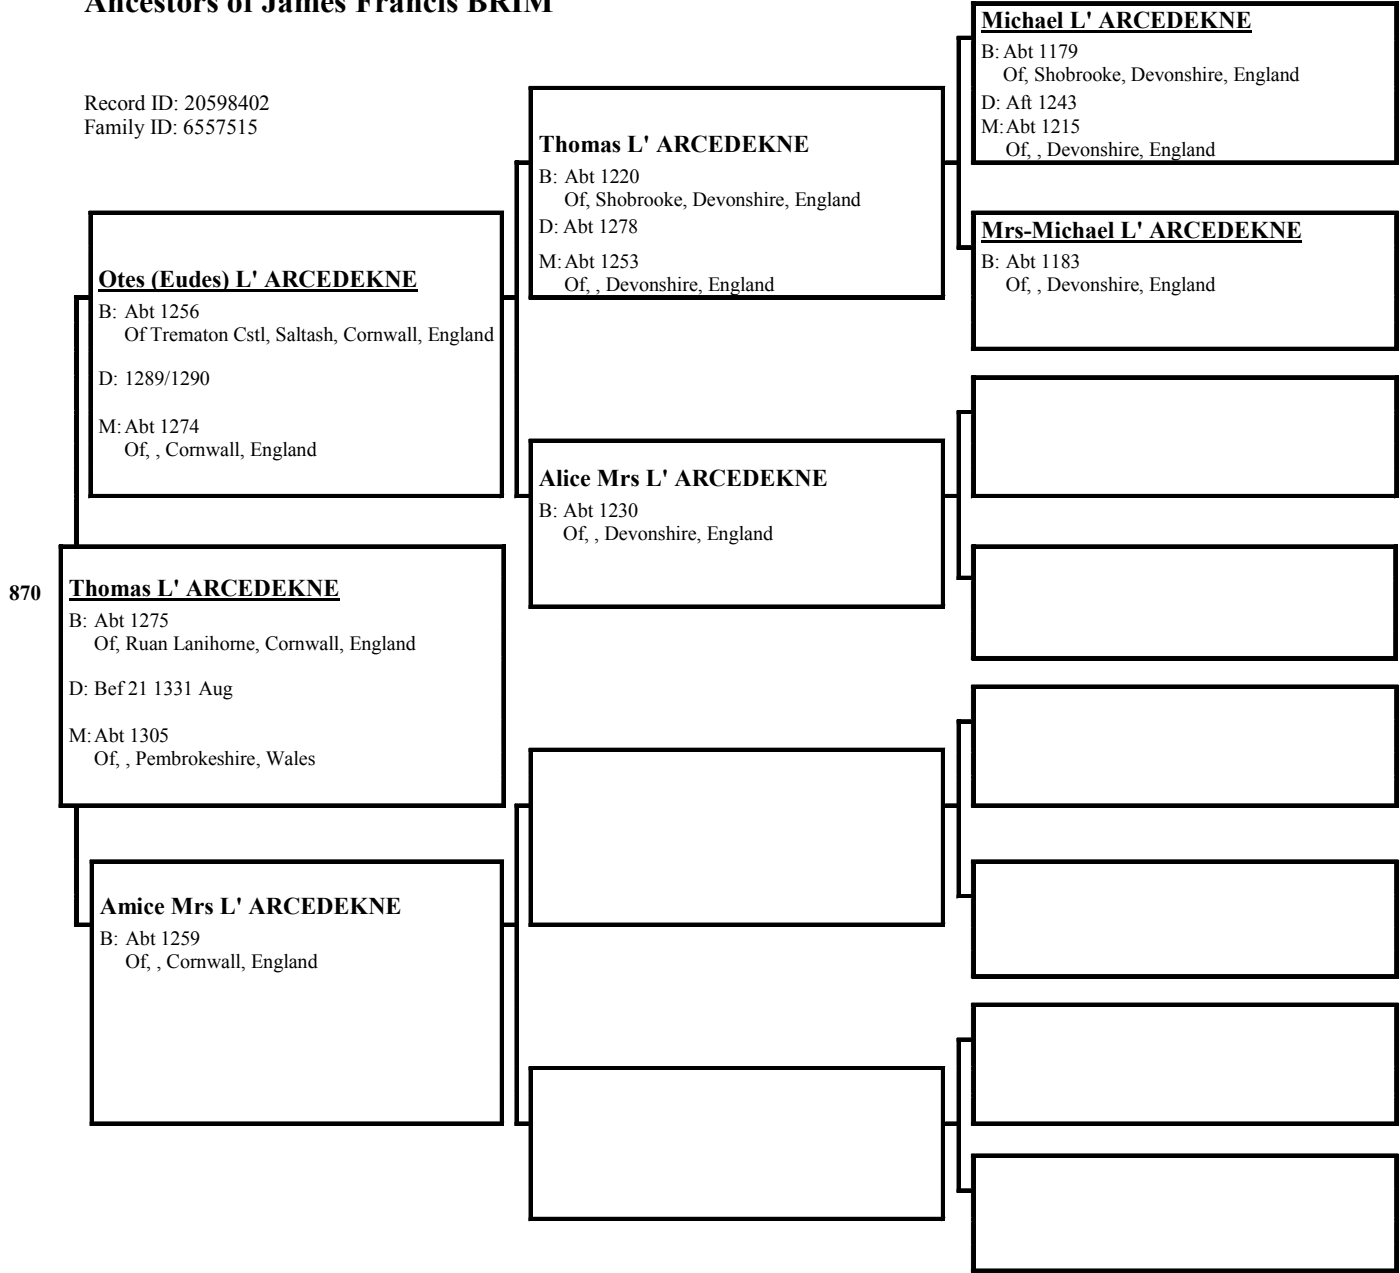 Ancestors of James Francis BRIM
Record ID: 20598402
Family ID: 6557515
Michael L' ARCEDEKNE
B: Abt 1179
Of, Shobrooke, Devonshire, England
D: Aft 1243
M: Abt 1215
Of, , Devonshire, England
Thomas L' ARCEDEKNE
B: Abt 1220
Of, Shobrooke, Devonshire, England
D: Abt 1278
M: Abt 1253
Of, , Devonshire, England
Mrs-Michael L' ARCEDEKNE
B: Abt 1183
Of, , Devonshire, England
Otes (Eudes) L' ARCEDEKNE
B: Abt 1256
Of Trematon Cstl, Saltash, Cornwall, England
D: 1289/1290
M: Abt 1274
Of, , Cornwall, England
Alice Mrs L' ARCEDEKNE
B: Abt 1230
Of, , Devonshire, England
870
Thomas L' ARCEDEKNE
B: Abt 1275
Of, Ruan Lanihorne, Cornwall, England
D: Bef 21 1331 Aug
M: Abt 1305
Of, , Pembrokeshire, Wales
Amice Mrs L' ARCEDEKNE
B: Abt 1259
Of, , Cornwall, England